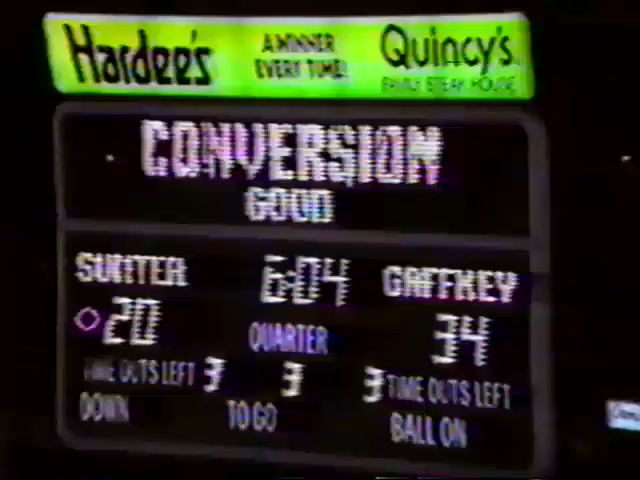 Hardee's
A WINNER
EVERY TIME!
Quincy's
FAMILY STEAK HOUSE
CONVERSION
GOOD
SUMTER 6:04 GAFFNEY
20 QUARTER 34
TIME OUTS LEFT 3 3 3 TIME OUTS LEFT
DOWN TO GO BALL ON